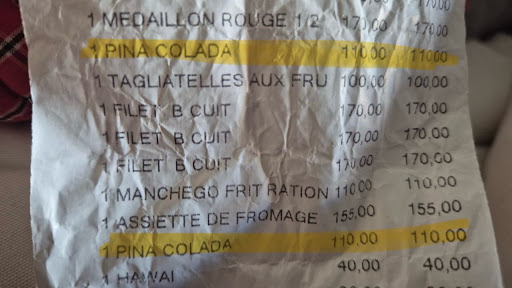 170,00
1 MEDAILLON ROUGE 1/2 170,00 170,00
1 PINA COLADA 110,00 110,00
1 TAGLIATELLES AUX FRU 100,00 100,00
1 FILET B CUIT 170,00 170,00
1 FILET B CUIT 170,00 170,00
1 FILET B CUIT 170,00 170,00
1 MANCHEGO FRIT RATION 110,00 110,00
1 ASSIETTE DE FROMAGE 155,00 155,00
1 PINA COLADA 110,00 110,00
1 HAWAI 40,00 40,00